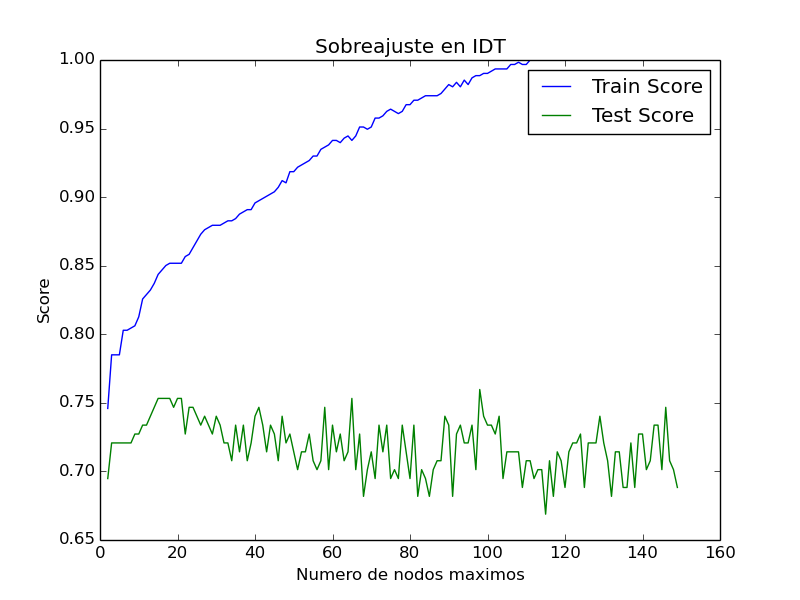 Sobreajuste en IDT
1.00
0.95
0.90
0.85
0.80
0.75
0.70
0.65
Score
Train Score
Test Score
0 20 40 60 80 100 120 140 160
Numero de nodos maximos